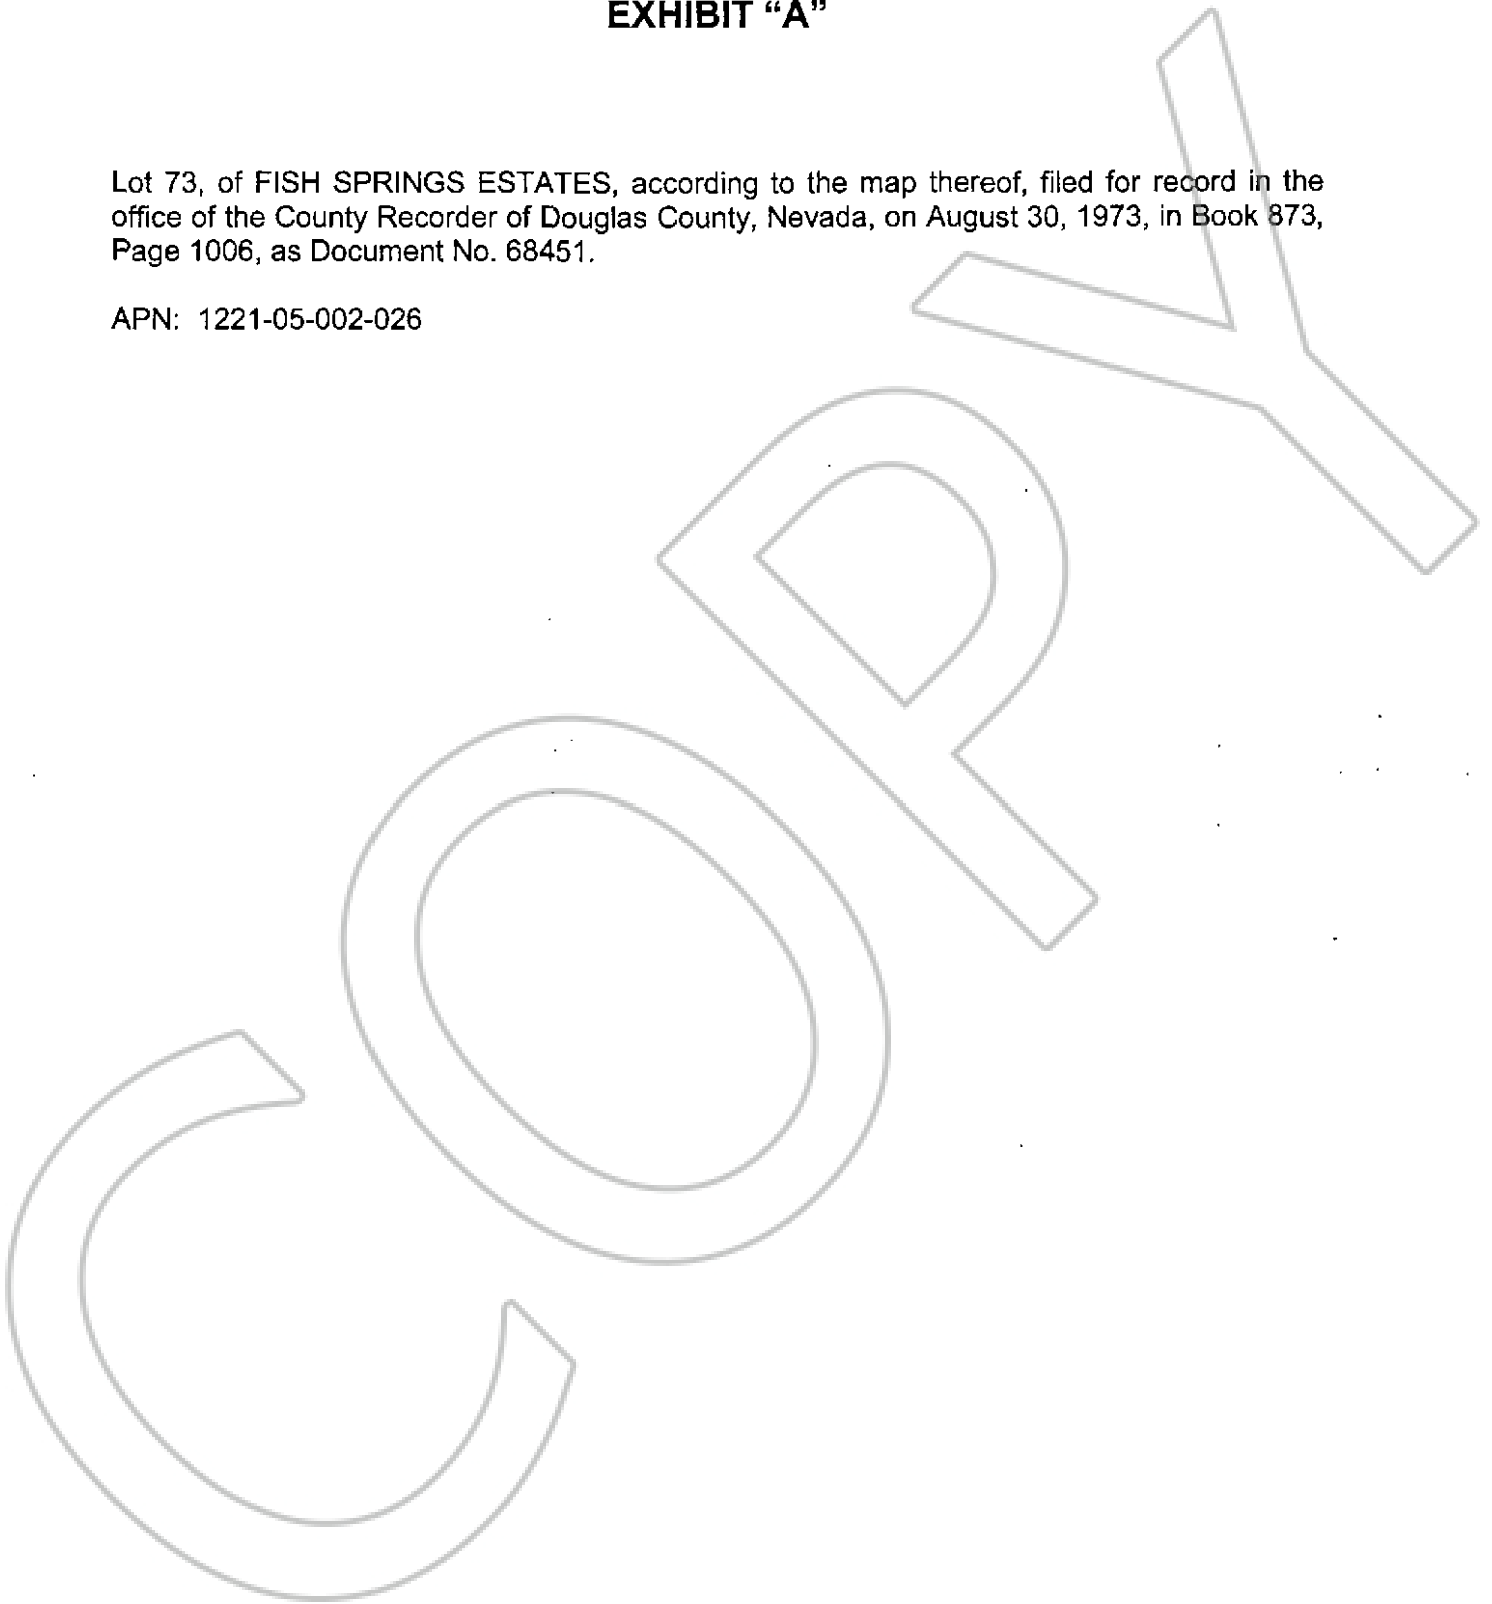 EXHIBIT “A”
Lot 73, of FISH SPRINGS ESTATES, according to the map thereof, filed for record in the
office of the County Recorder of Douglas County, Nevada, on August 30, 1973, in Book 873,
Page 1006, as Document No. 68451.
APN: 1221-05-002-026
COPY